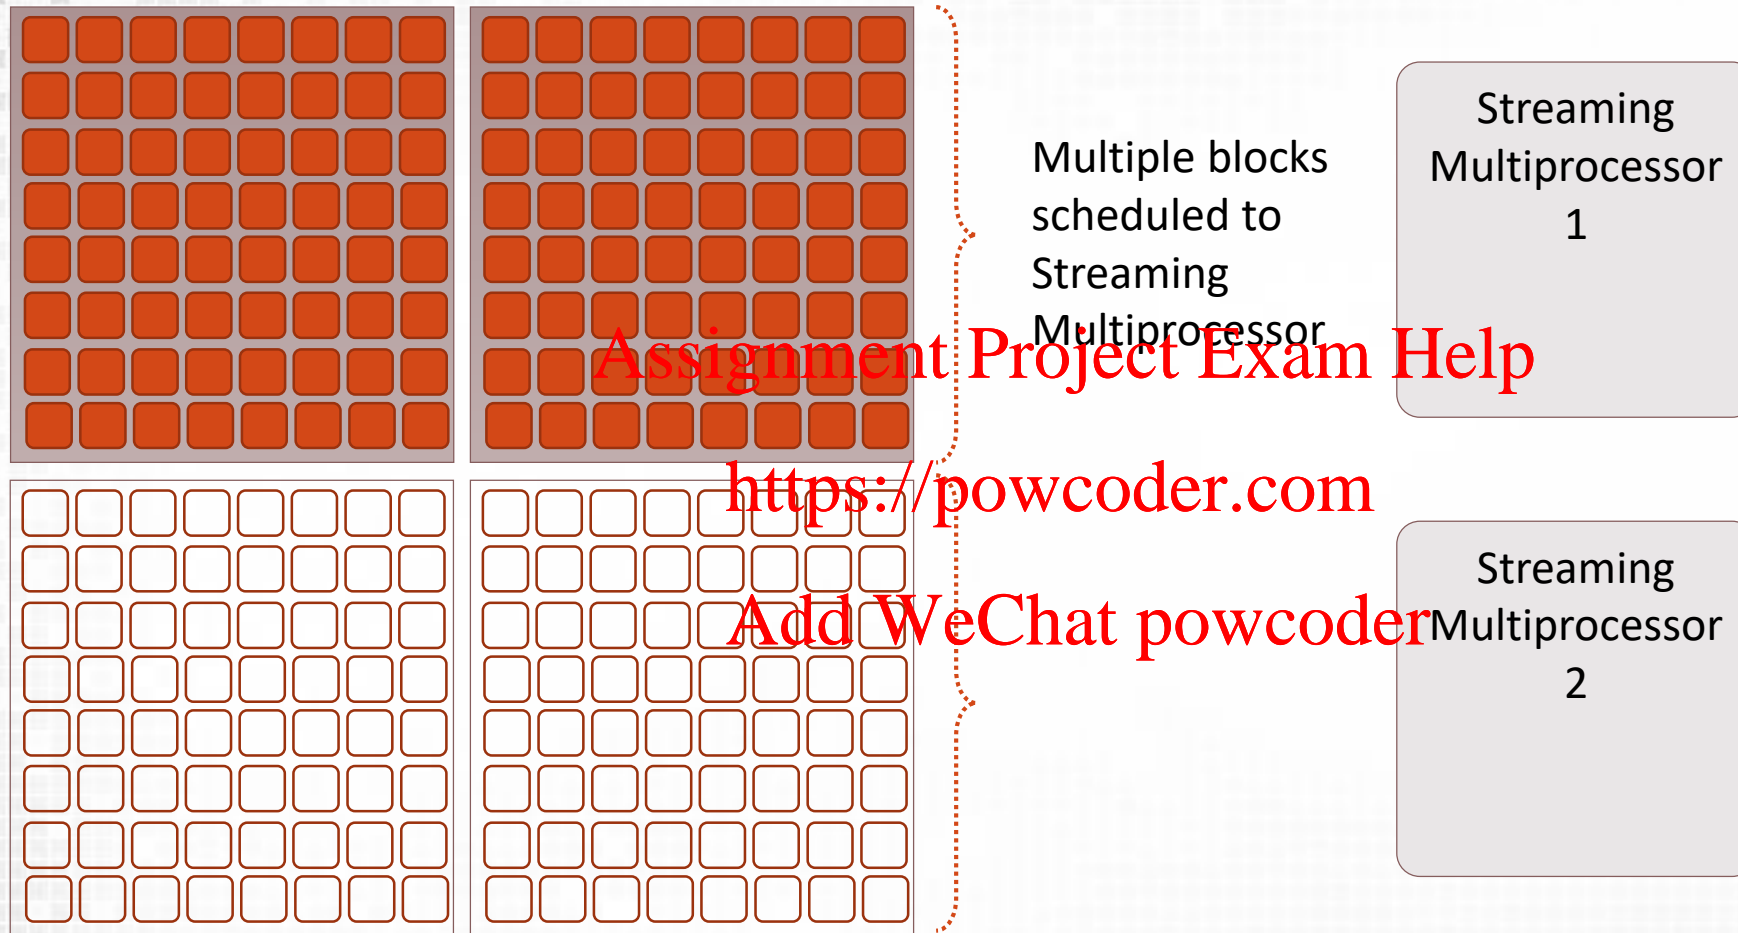 Multiple blocks
scheduled to
Streaming
Multiprocessor
Streaming
Multiprocessor
1
Assignment Project Exam Help
https://powcoder.com
Add WeChat powcoder
Streaming
Multiprocessor
2